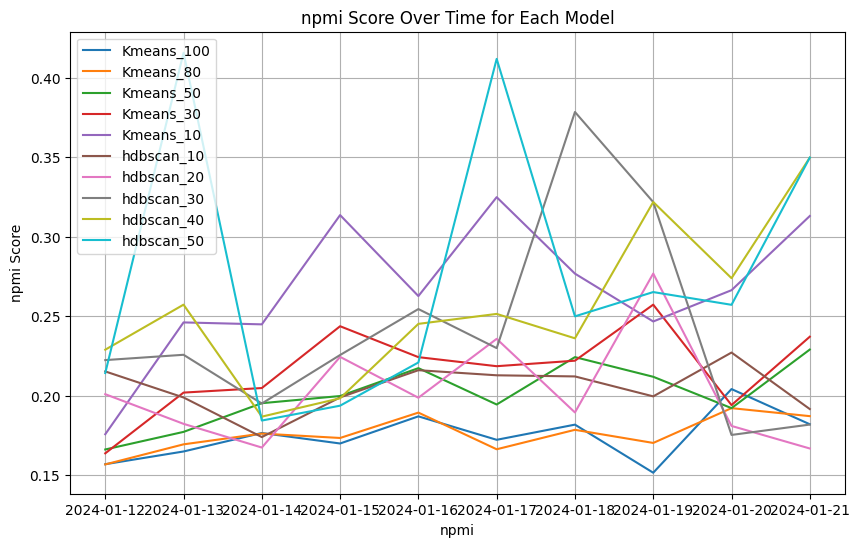 npmi Score Over Time for Each Model
Kmeans_100
Kmeans_80
Kmeans_50
Kmeans_30
Kmeans_10
hdbscan_10
hdbscan_20
hdbscan_30
hdbscan_40
hdbscan_50
npmi Score
0.40
0.35
0.30
0.25
0.20
0.15
2024-01-12 2024-01-13 2024-01-14 2024-01-15 2024-01-16 2024-01-17 2024-01-18 2024-01-19 2024-01-20 2024-01-21
npmi